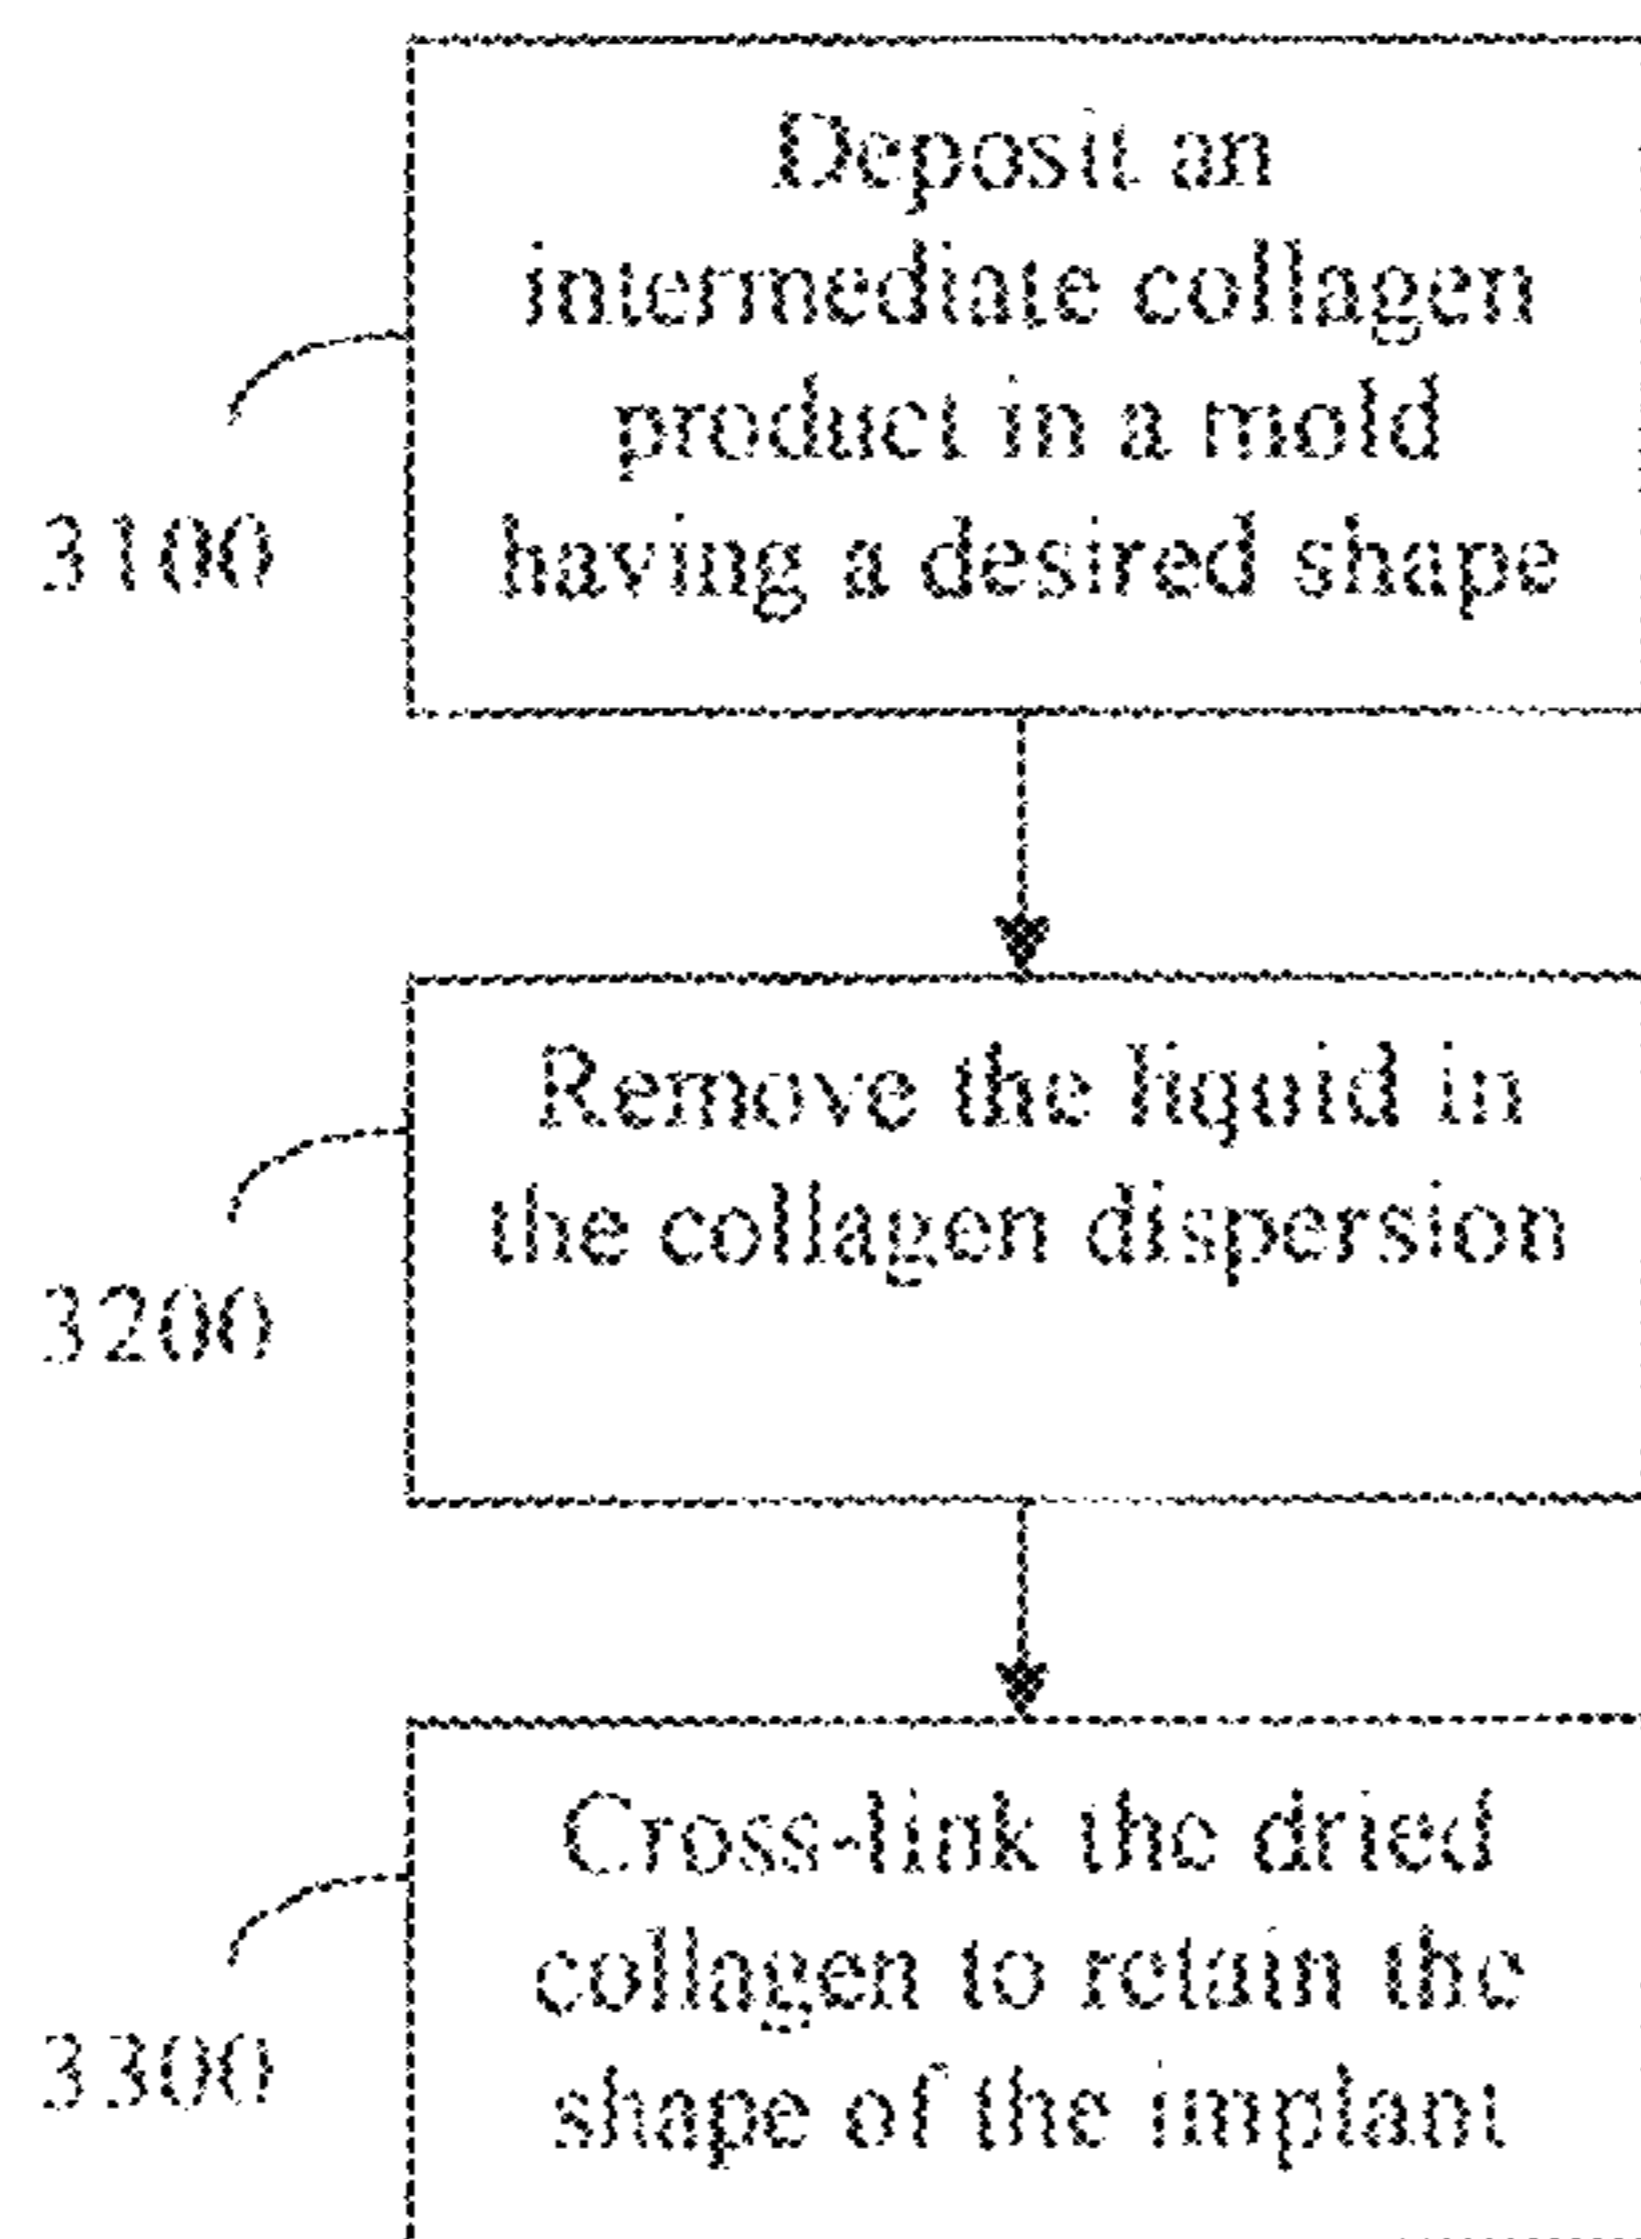 Deposit an
intermediate collagen
product in a mold
having a desired shape
3100
Remove the liquid in
the collagen dispersion
3200
Cross-link the dried
collagen to retain the
shape of the implant
3300